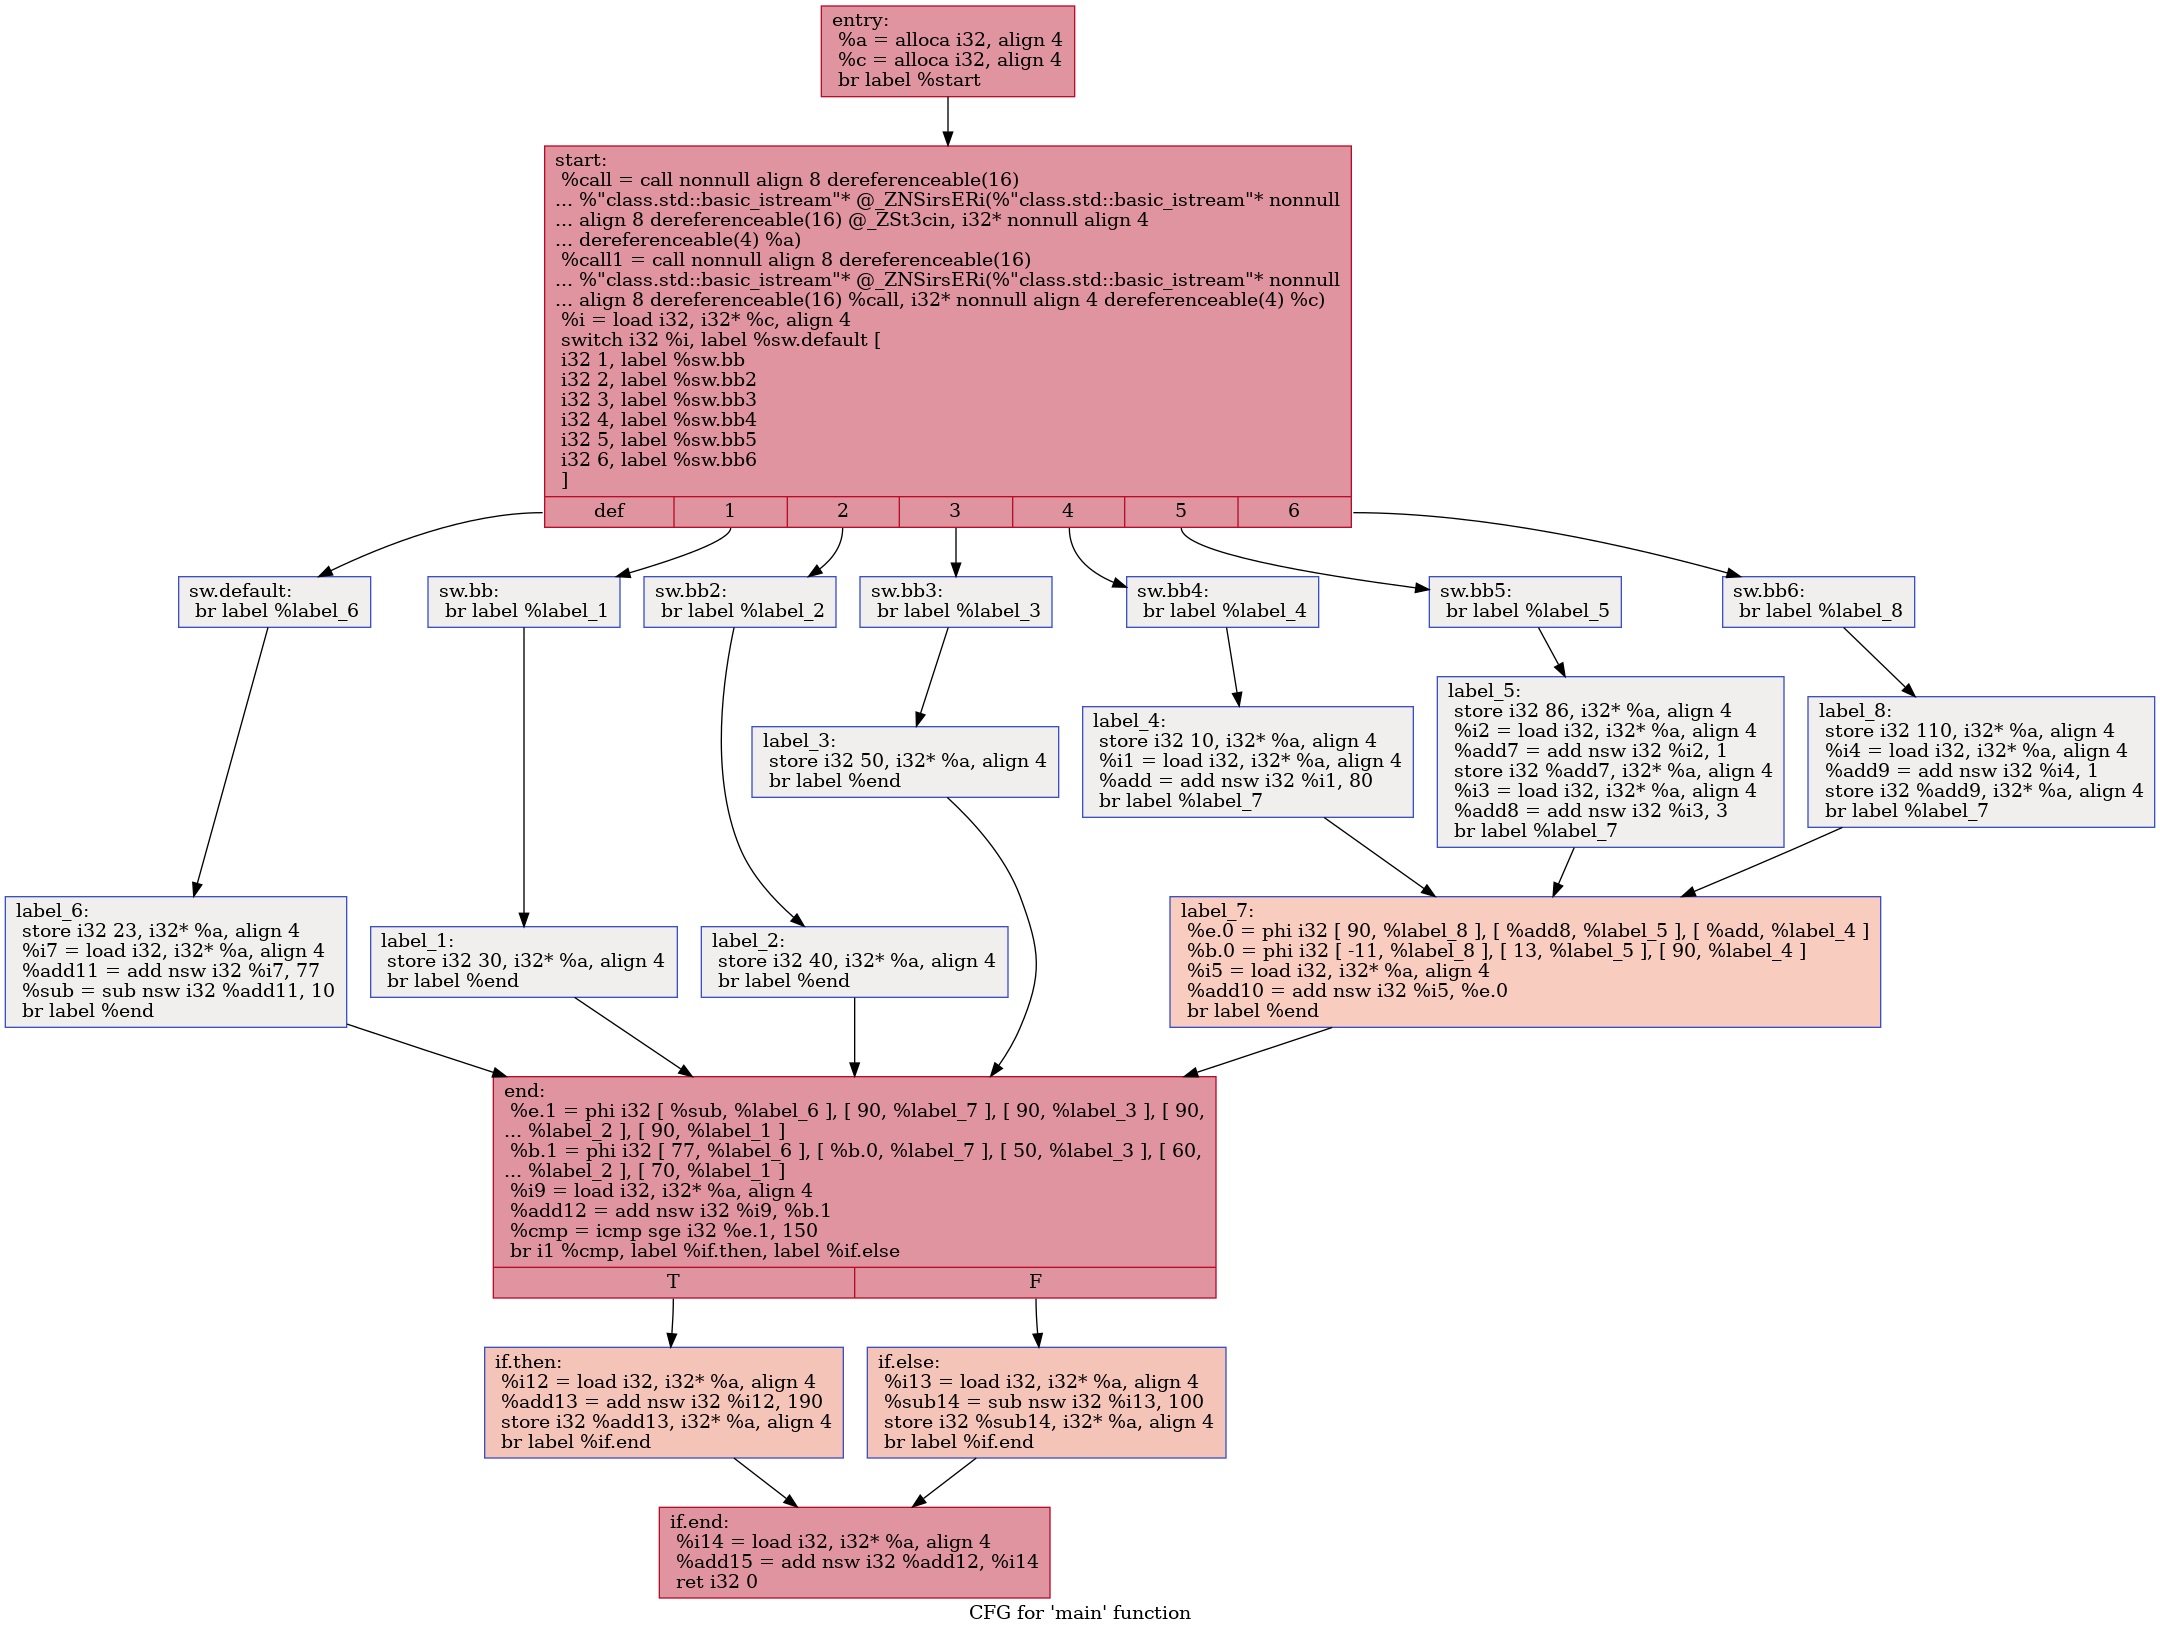 entry:
%a = alloca i32, align 4
%c = alloca i32, align 4
br label %start
start:
%call = call nonnull align 8 dereferenceable(16)
... %"class.std::basic_istream"* @_ZNSirsERi(%"class.std::basic_istream"* nonnull
... align 8 dereferenceable(16) @_ZSt3cin, i32* nonnull align 4
... dereferenceable(4) %a)
%call1 = call nonnull align 8 dereferenceable(16)
... %"class.std::basic_istream"* @_ZNSirsERi(%"class.std::basic_istream"* nonnull
... align 8 dereferenceable(16) %call, i32* nonnull align 4 dereferenceable(4) %c)
%i = load i32, i32* %c, align 4
switch i32 %i, label %sw.default [
i32 1, label %sw.bb
i32 2, label %sw.bb2
i32 3, label %sw.bb3
i32 4, label %sw.bb4
i32 5, label %sw.bb5
i32 6, label %sw.bb6
]
def 1 2 3 4 5 6
sw.default:
br label %label_6
sw.bb:
br label %label_1
sw.bb2:
br label %label_2
sw.bb3:
br label %label_3
sw.bb4:
br label %label_4
sw.bb5:
br label %label_5
sw.bb6:
br label %label_8
label_3:
store i32 50, i32* %a, align 4
br label %end
label_4:
store i32 10, i32* %a, align 4
%i1 = load i32, i32* %a, align 4
%add = add nsw i32 %i1, 80
br label %label_7
label_5:
store i32 86, i32* %a, align 4
%i2 = load i32, i32* %a, align 4
%add7 = add nsw i32 %i2, 1
store i32 %add7, i32* %a, align 4
%i3 = load i32, i32* %a, align 4
%add8 = add nsw i32 %i3, 3
br label %label_7
label_8:
store i32 110, i32* %a, align 4
%i4 = load i32, i32* %a, align 4
%add9 = add nsw i32 %i4, 1
store i32 %add9, i32* %a, align 4
br label %label_7
label_6:
store i32 23, i32* %a, align 4
%i7 = load i32, i32* %a, align 4
%add11 = add nsw i32 %i7, 77
%sub = sub nsw i32 %add11, 10
br label %end
label_1:
store i32 30, i32* %a, align 4
br label %end
label_2:
store i32 40, i32* %a, align 4
br label %end
label_7:
%e.0 = phi i32 [ 90, %label_8 ], [ %add8, %label_5 ], [ %add, %label_4 ]
%b.0 = phi i32 [ -11, %label_8 ], [ 13, %label_5 ], [ 90, %label_4 ]
%i5 = load i32, i32* %a, align 4
%add10 = add nsw i32 %i5, %e.0
br label %end
end:
%e.1 = phi i32 [ %sub, %label_6 ], [ 90, %label_7 ], [ 90, %label_3 ], [ 90,
... %label_2 ], [ 90, %label_1 ]
%b.1 = phi i32 [ 77, %label_6 ], [ %b.0, %label_7 ], [ 50, %label_3 ], [ 60,
... %label_2 ], [ 70, %label_1 ]
%i9 = load i32, i32* %a, align 4
%add12 = add nsw i32 %i9, %b.1
%cmp = icmp sge i32 %e.1, 150
br i1 %cmp, label %if.then, label %if.else
T F
if.then:
%i12 = load i32, i32* %a, align 4
%add13 = add nsw i32 %i12, 190
store i32 %add13, i32* %a, align 4
br label %if.end
if.else:
%i13 = load i32, i32* %a, align 4
%sub14 = sub nsw i32 %i13, 100
store i32 %sub14, i32* %a, align 4
br label %if.end
if.end:
%i14 = load i32, i32* %a, align 4
%add15 = add nsw i32 %add12, %i14
ret i32 0
CFG for 'main' function